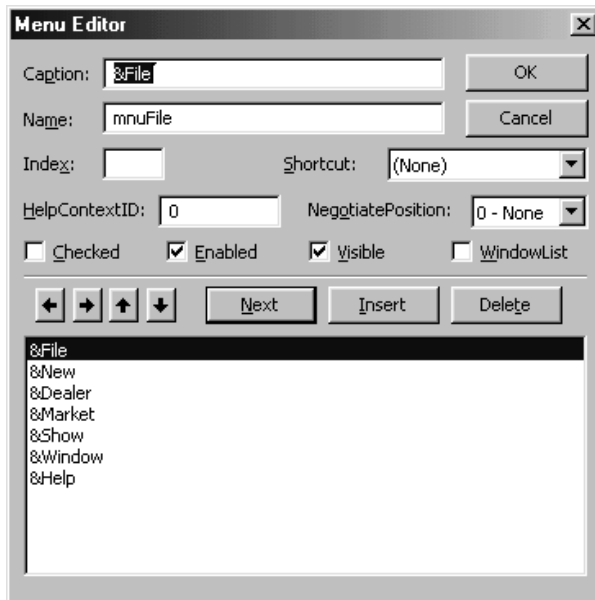 Menu Editor
Caption: &File OK
Name: mnuFile Cancel
Index: Shortcut: (None)
HelpContextID: 0 NegotiatePosition: 0 - None
Checked Enabled Visible WindowList
Next Insert Delete
&File
&New
&Dealer
&Market
&Show
&Window
&Help